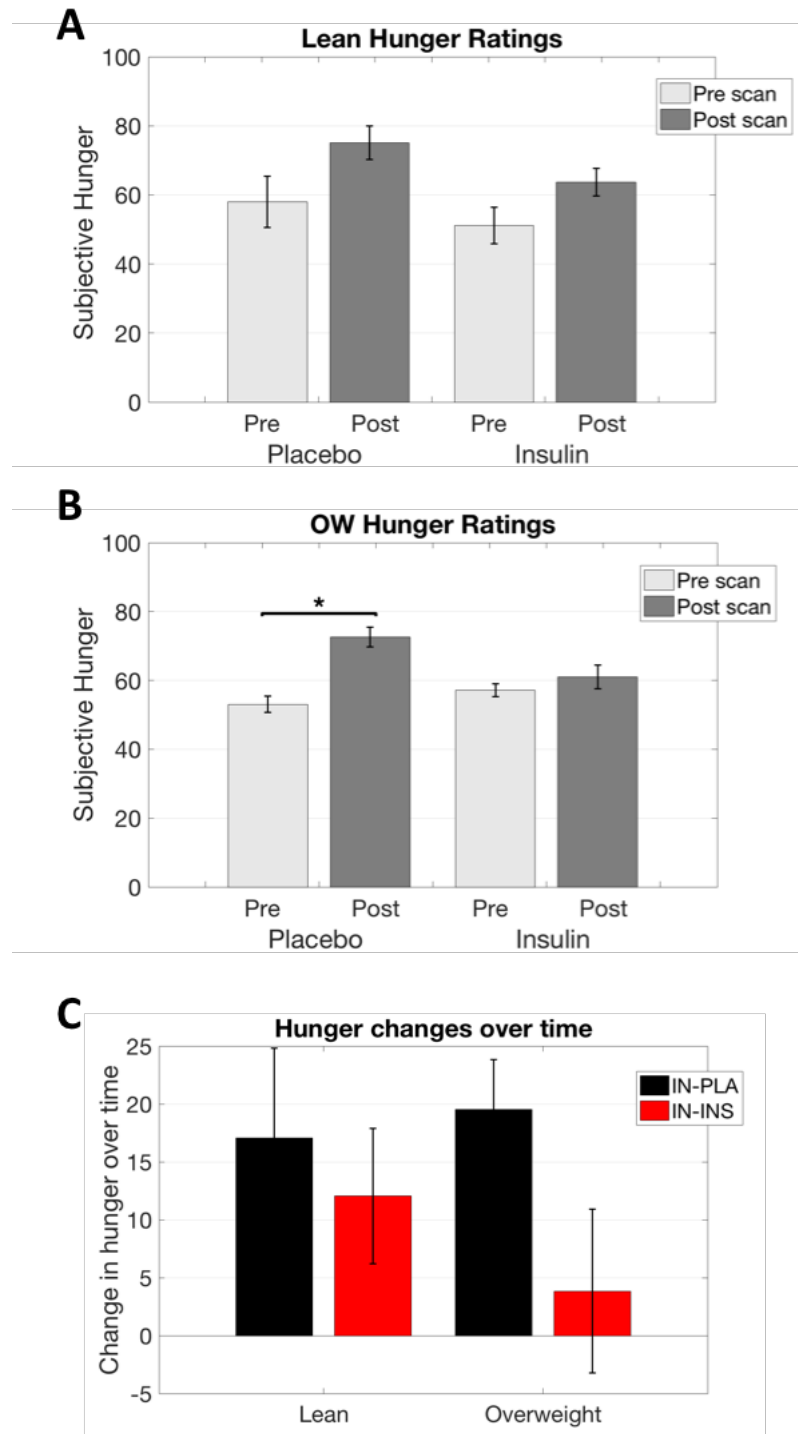 A
Lean Hunger Ratings
100
80
60
40
20
0
Subjective Hunger
Pre scan
Post scan
Pre Post Pre Post
Placebo Insulin
B
OW Hunger Ratings
100
80
60
40
20
0
Subjective Hunger
Pre scan
Post scan
*
Pre Post Pre Post
Placebo Insulin
C
Hunger changes over time
25
20
15
10
5
0
-5
Change in hunger over time
IN-PLA
IN-INS
Lean Overweight